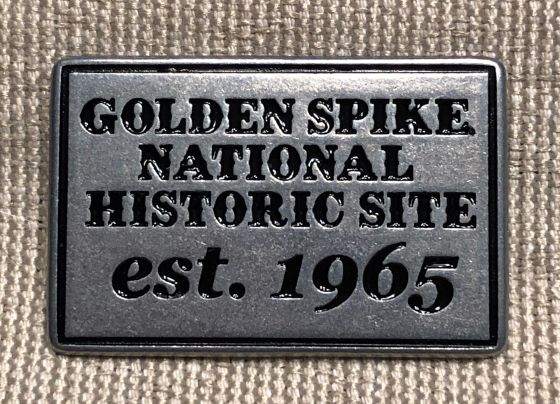 GOLDEN SPIKE
NATIONAL
HISTORIC SITE
est. 1965